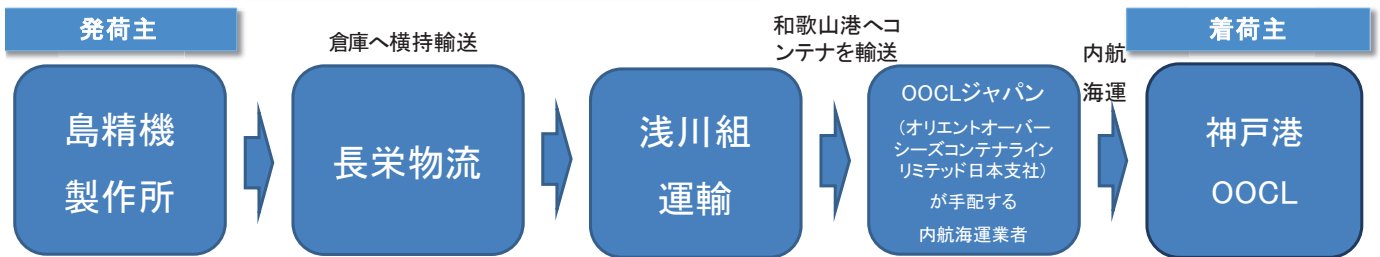 発荷主
島精機
製作所
倉庫へ横持輸送
長栄物流
浅川組
運輸
和歌山港へコ
ンテナを輸送
OOCLジャパン
(オリエントオーバー
シーズコンテナライン
リミテッド日本支社)
が手配する
内航海運業者
内航
海運
着荷主
神戸港
OOCL